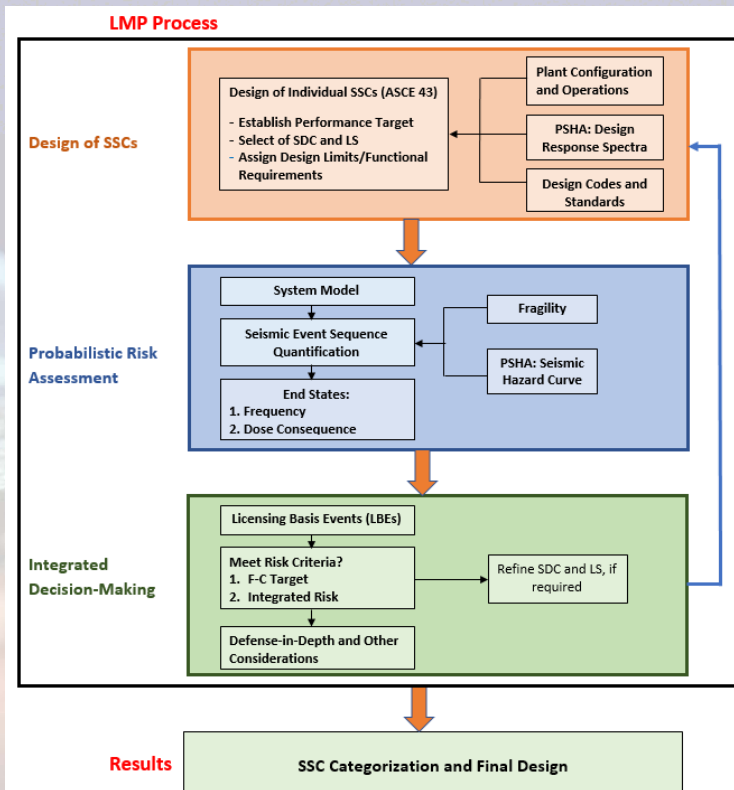 LMP Process
Design of SSCs
Design of Individual SSCs (ASCE 43)
- Establish Performance Target
- Select of SDC and LS
- Assign Design Limits/Functional
Requirements
Plant Configuration
and Operations
PSHA: Design
Response Spectra
Design Codes and
Standards
Probabilistic Risk
Assessment
System Model
Seismic Event Sequence
Quantification
End States:
1. Frequency
2. Dose Consequence
Fragility
PSHA: Seismic
Hazard Curve
Integrated
Decision-Making
Licensing Basis Events (LBEs)
Meet Risk Criteria?
1. F-C Target
2. Integrated Risk
Defense-in-Depth and Other
Considerations
Refine SDC and LS, if
required
Results
SSC Categorization and Final Design